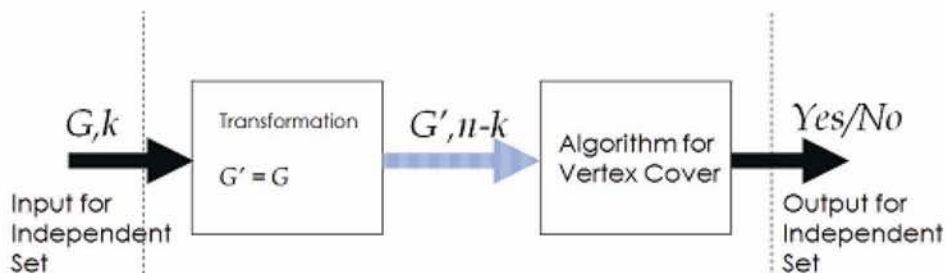 G,k
Input for
Independent
Set
Transformation
G' = G
G', n-k
Algorithm for
Vertex Cover
Yes/No
Output for
Independent
Set